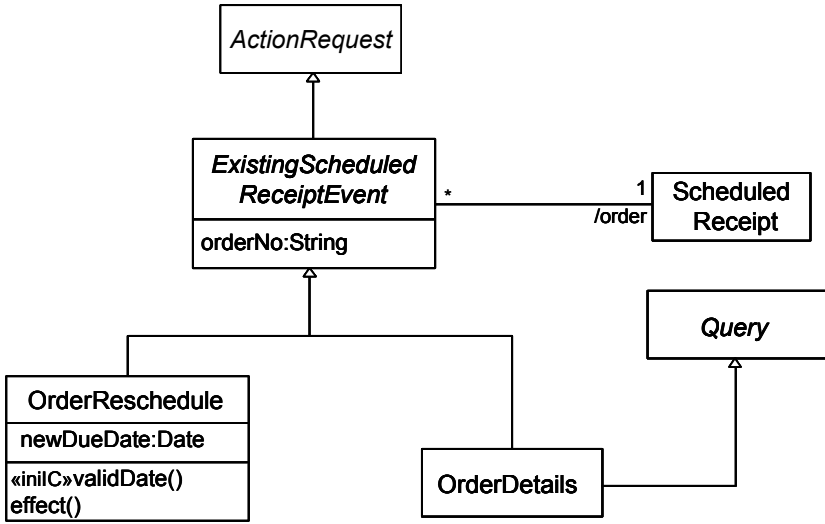 ActionRequest
ExistingScheduled
ReceiptEvent
orderNo:String
*
1
/order
Scheduled
Receipt
Query
OrderReschedule
newDueDate:Date
«iniIC»validDate()
effect()
OrderDetails